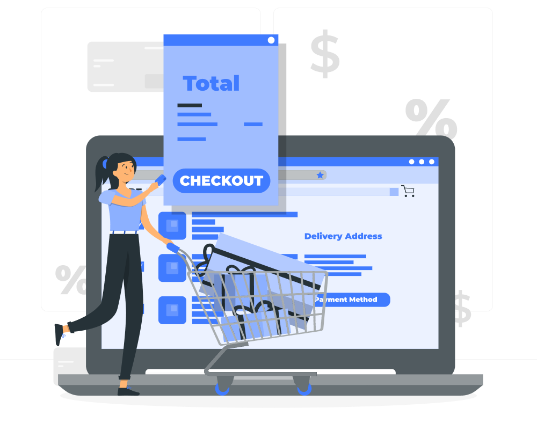 $
Total
%
CHECKOUT
Delivery Address
%
Payment Method
$